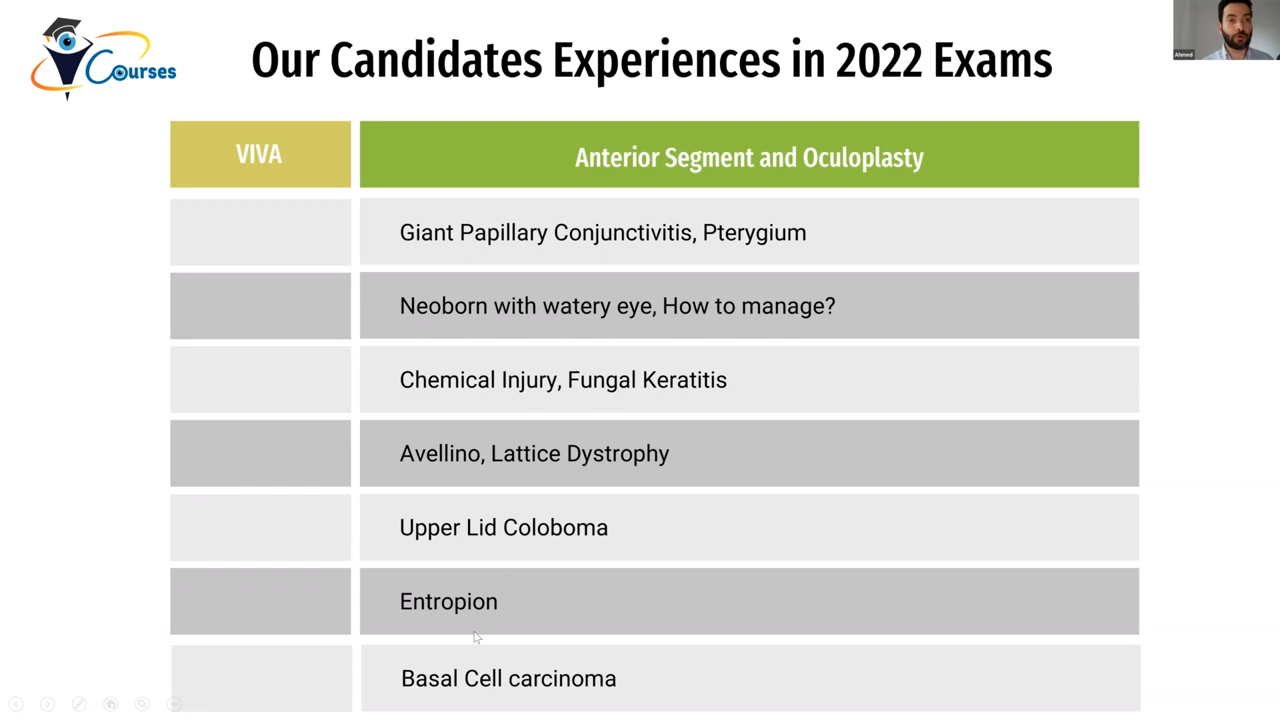 Courses
Our Candidates Experiences in 2022 Exams
Ahmed
VIVA
Anterior Segment and Oculoplasty
Giant Papillary Conjunctivitis, Pterygium
Neoborn with watery eye, How to manage?
Chemical Injury, Fungal Keratitis
Avellino, Lattice Dystrophy
Upper Lid Coloboma
Entropion
Basal Cell carcinoma